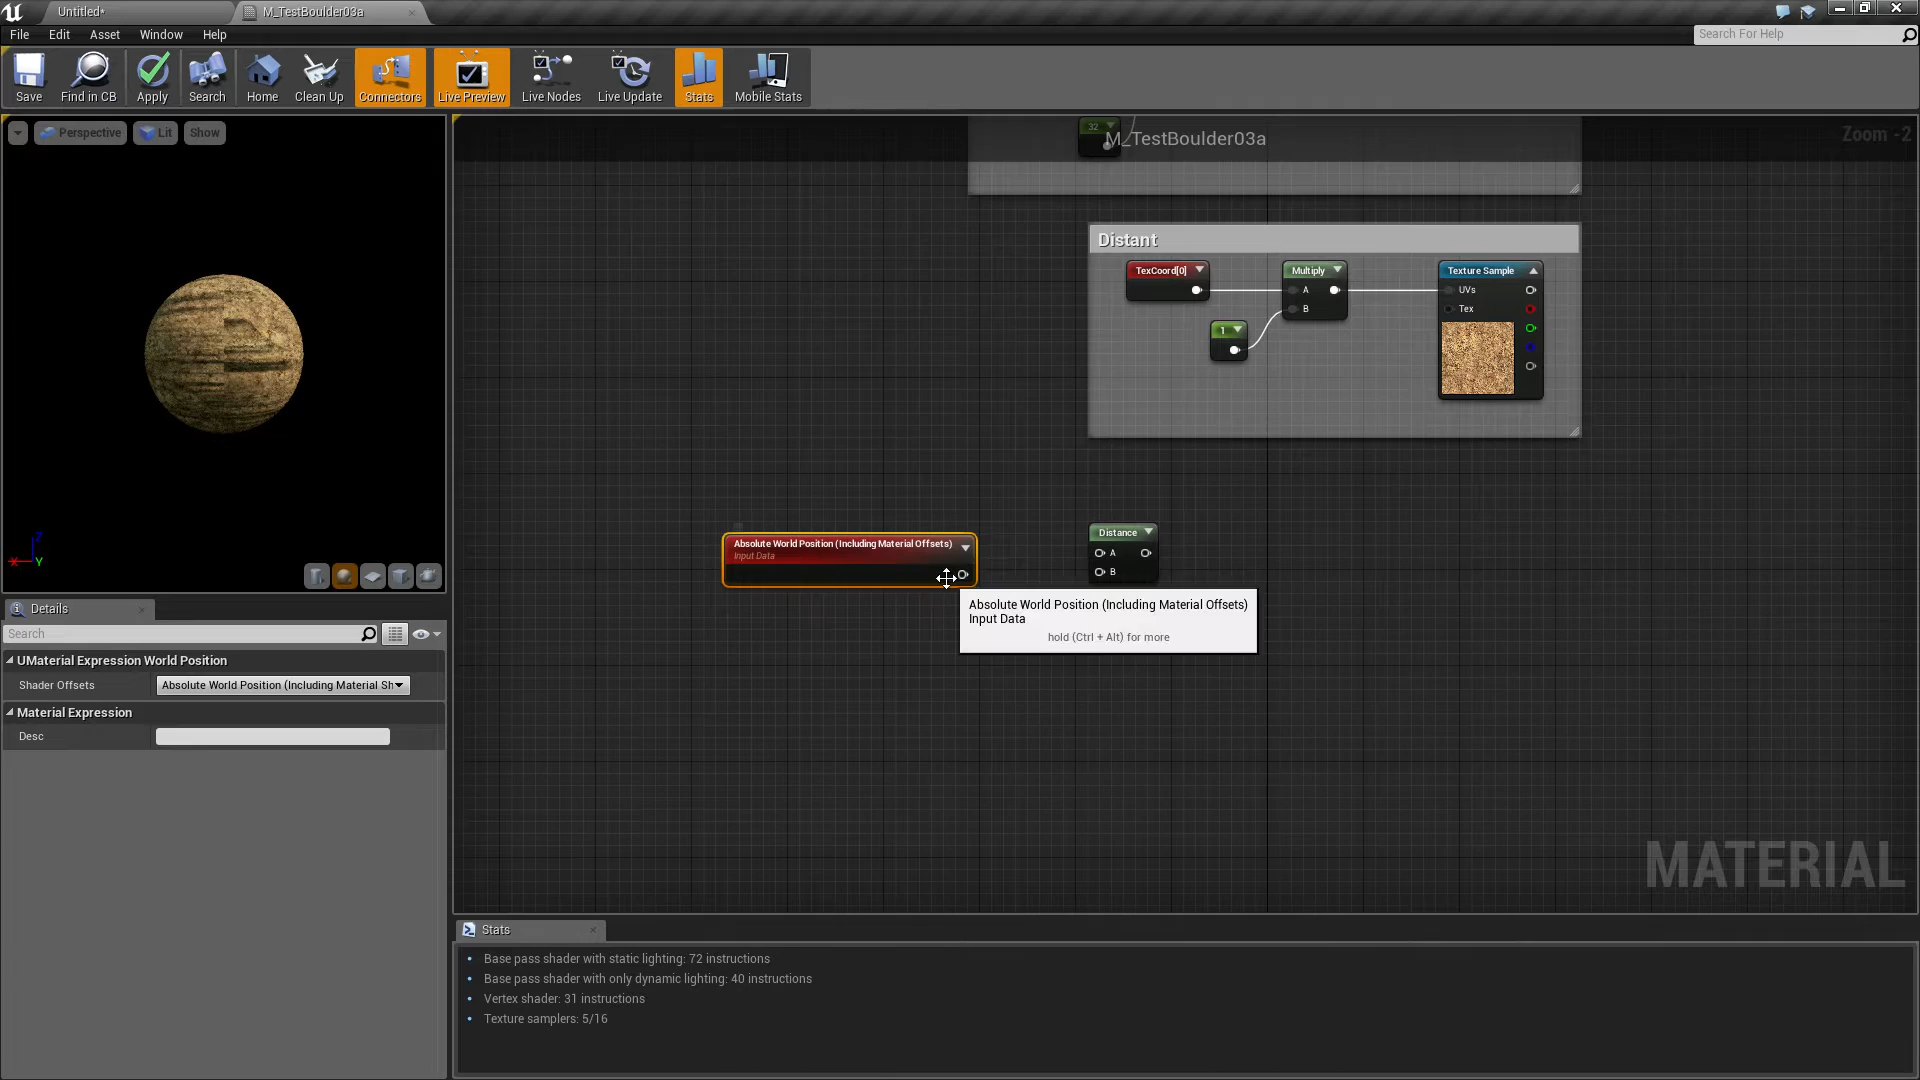 Untitled*
M_TestBoulder03a
File
Edit
Asset
Window
Help
Search For Help
Save
Find in CB
Apply
Search
Home
Clean Up
Connectors
Live Preview
Live Nodes
Live Update
Stats
Mobile Stats
Perspective
Lit
Show
32
M_TestBoulder03a
Zoom -2
Distant
TexCoord[0]
Multiply
A
B
1
Texture Sample
UVs
Tex
Z
X
Y
Absolute World Position (Including Material Offsets)
Input Data
Distance
A
B
Absolute World Position (Including Material Offsets)
Input Data
hold (Ctrl + Alt) for more
Details
Search
UMaterial Expression World Position
Shader Offsets
Absolute World Position (Including Material Sh
Material Expression
Desc
MATERIAL
Stats
Base pass shader with static lighting: 72 instructions
Base pass shader with only dynamic lighting: 40 instructions
Vertex shader: 31 instructions
Texture samplers: 5/16